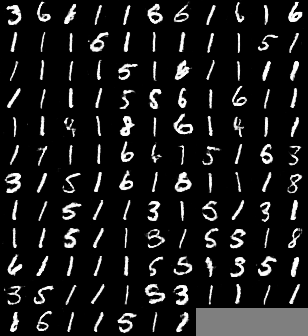 3 6 1 1 1 6 6 1 6 1 6
1 1 1 6 1 1 1 1 1 5 1
1 1 1 1 5 1 6 1 1 1 1
1 1 1 1 5 8 6 1 6 1 1
1 1 4 1 8 1 6 1 4 1 1
1 7 1 1 6 1 5 1 6 3
3 1 5 1 6 1 8 1 1 1 8
1 1 5 1 1 3 1 5 1 3 1
1 1 5 1 1 3 1 5 5 1 8
6 1 1 1 1 5 5 1 3 5 1
3 5 1 1 1 5 3 1 1 1 1
1 6 1 1 5 1 1